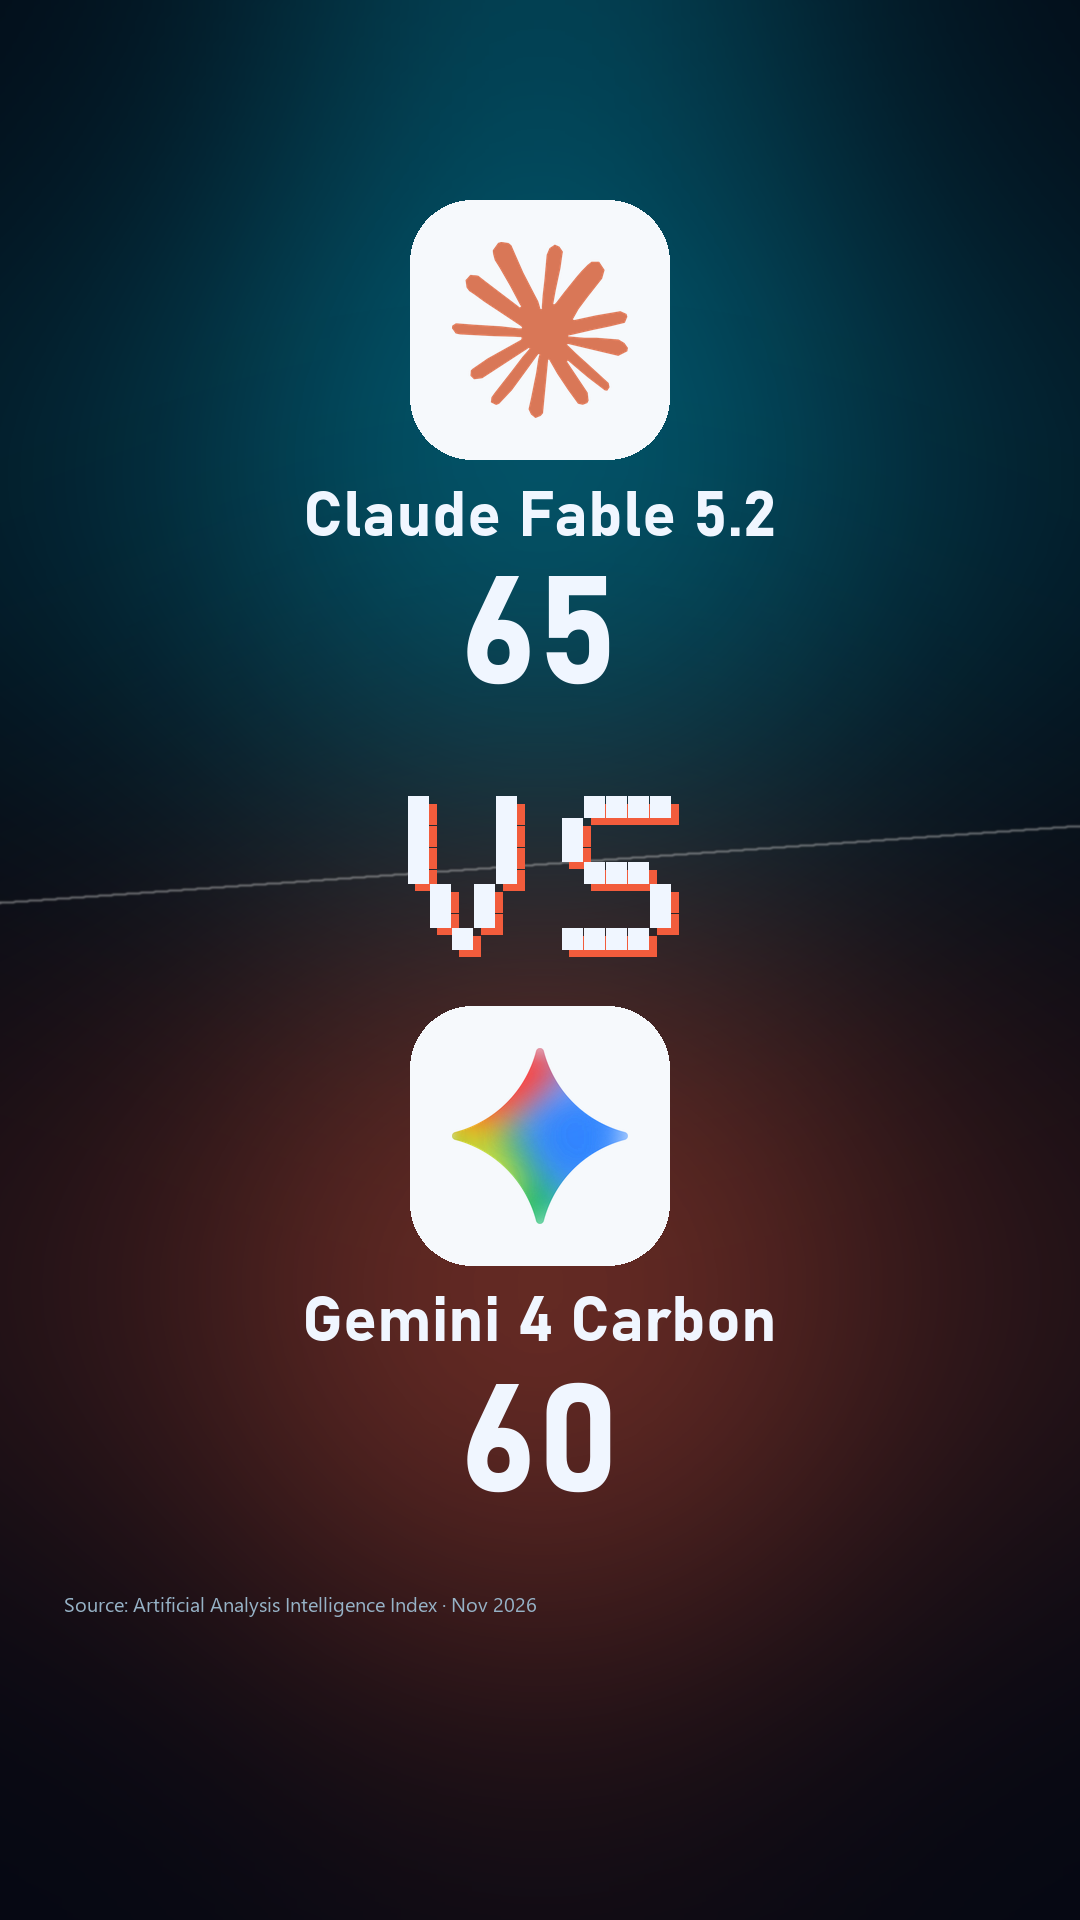 Claude Fable 5.2
65
VS
Gemini 4 Carbon
60
Source: Artificial Analysis Intelligence Index · Nov 2026